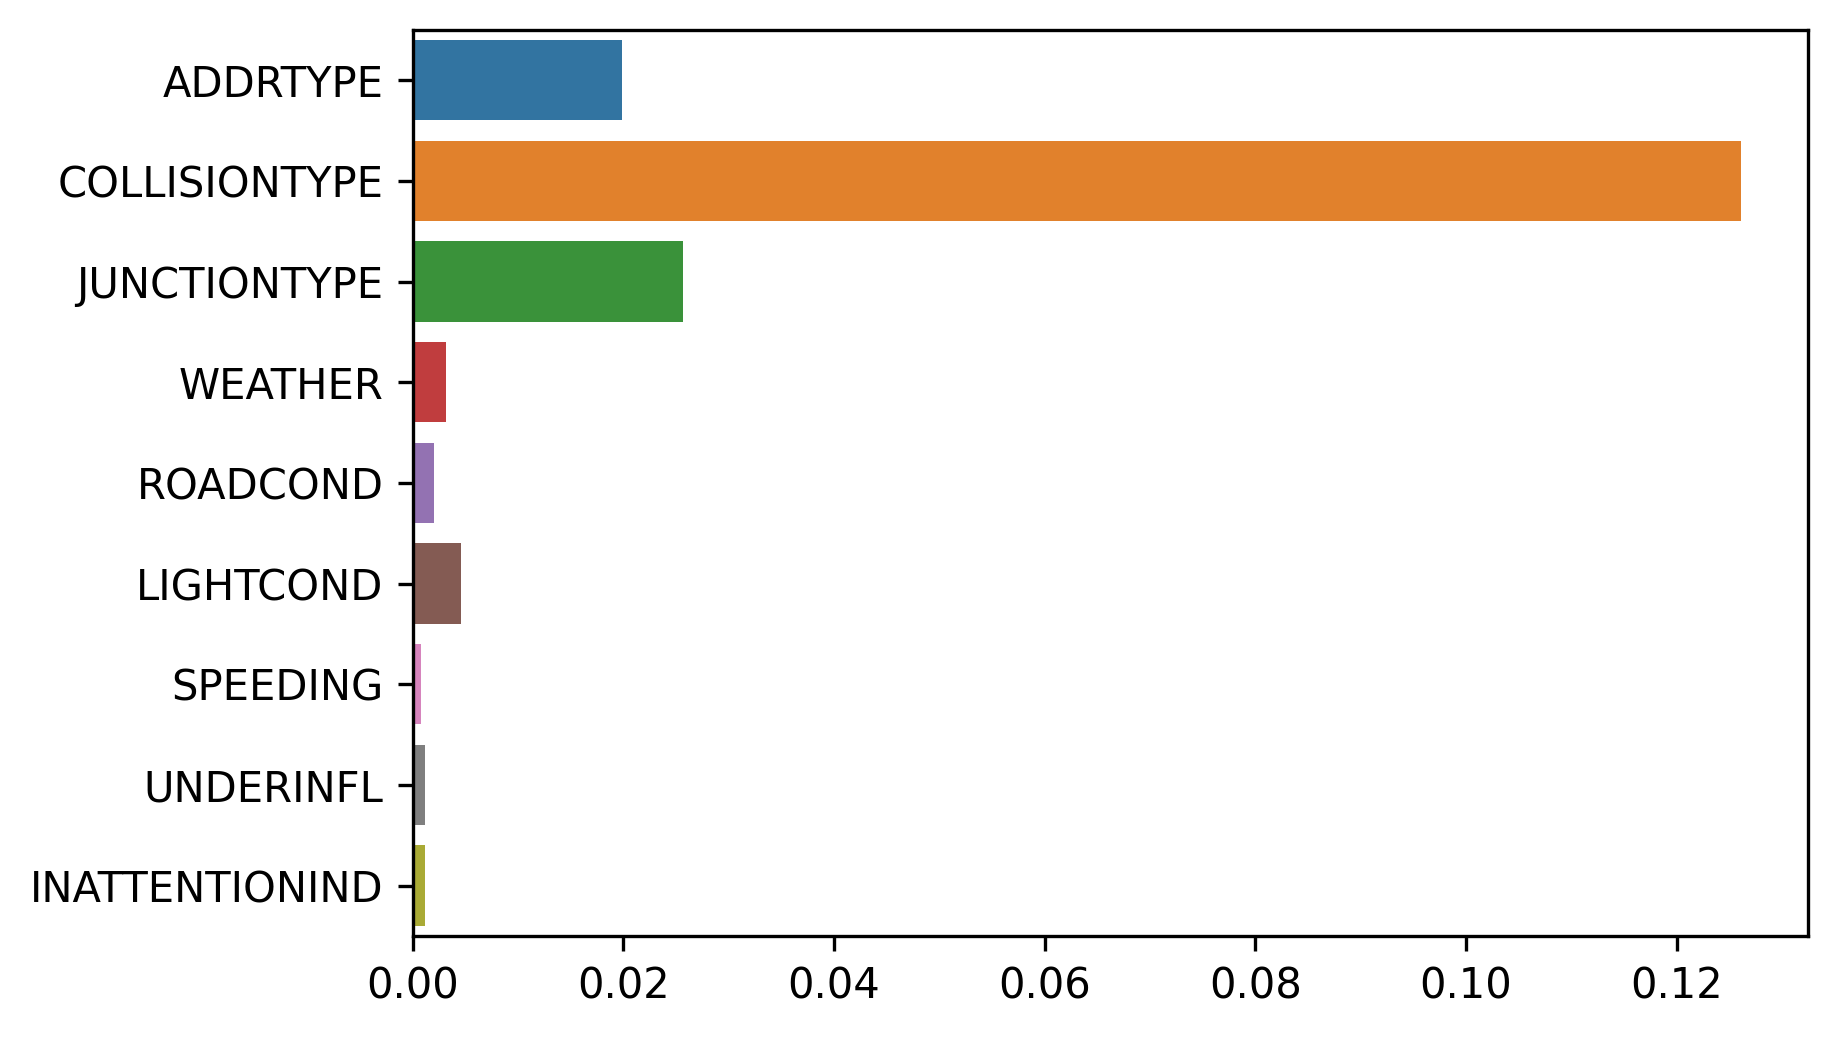 ADDRTYPE
COLLISIONTYPE
JUNCTIONTYPE
WEATHER
ROADCOND
LIGHTCOND
SPEEDING
UNDERINFL
INATTENTIONIND
0.00 0.02 0.04 0.06 0.08 0.10 0.12